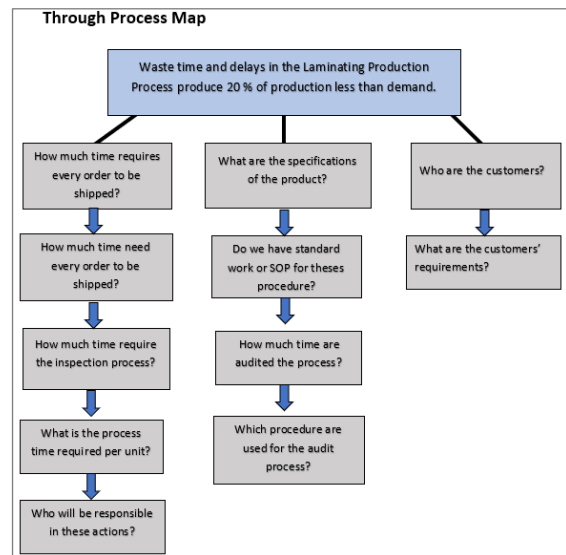 Through Process Map
Waste time and delays in the Laminating Production
Process produce 20 % of production less than demand.
How much time requires
every order to be
shipped?
How much time need
every order to be
shipped?
How much time require
the inspection process?
What is the process
time required per unit?
Who will be responsible
in these actions?
What are the specifications
of the product?
Do we have standard
work or SOP for theses
procedure?
How much time are
audited the process?
Which procedure are
used for the audit
process?
Who are the customers?
What are the customers’
requirements?